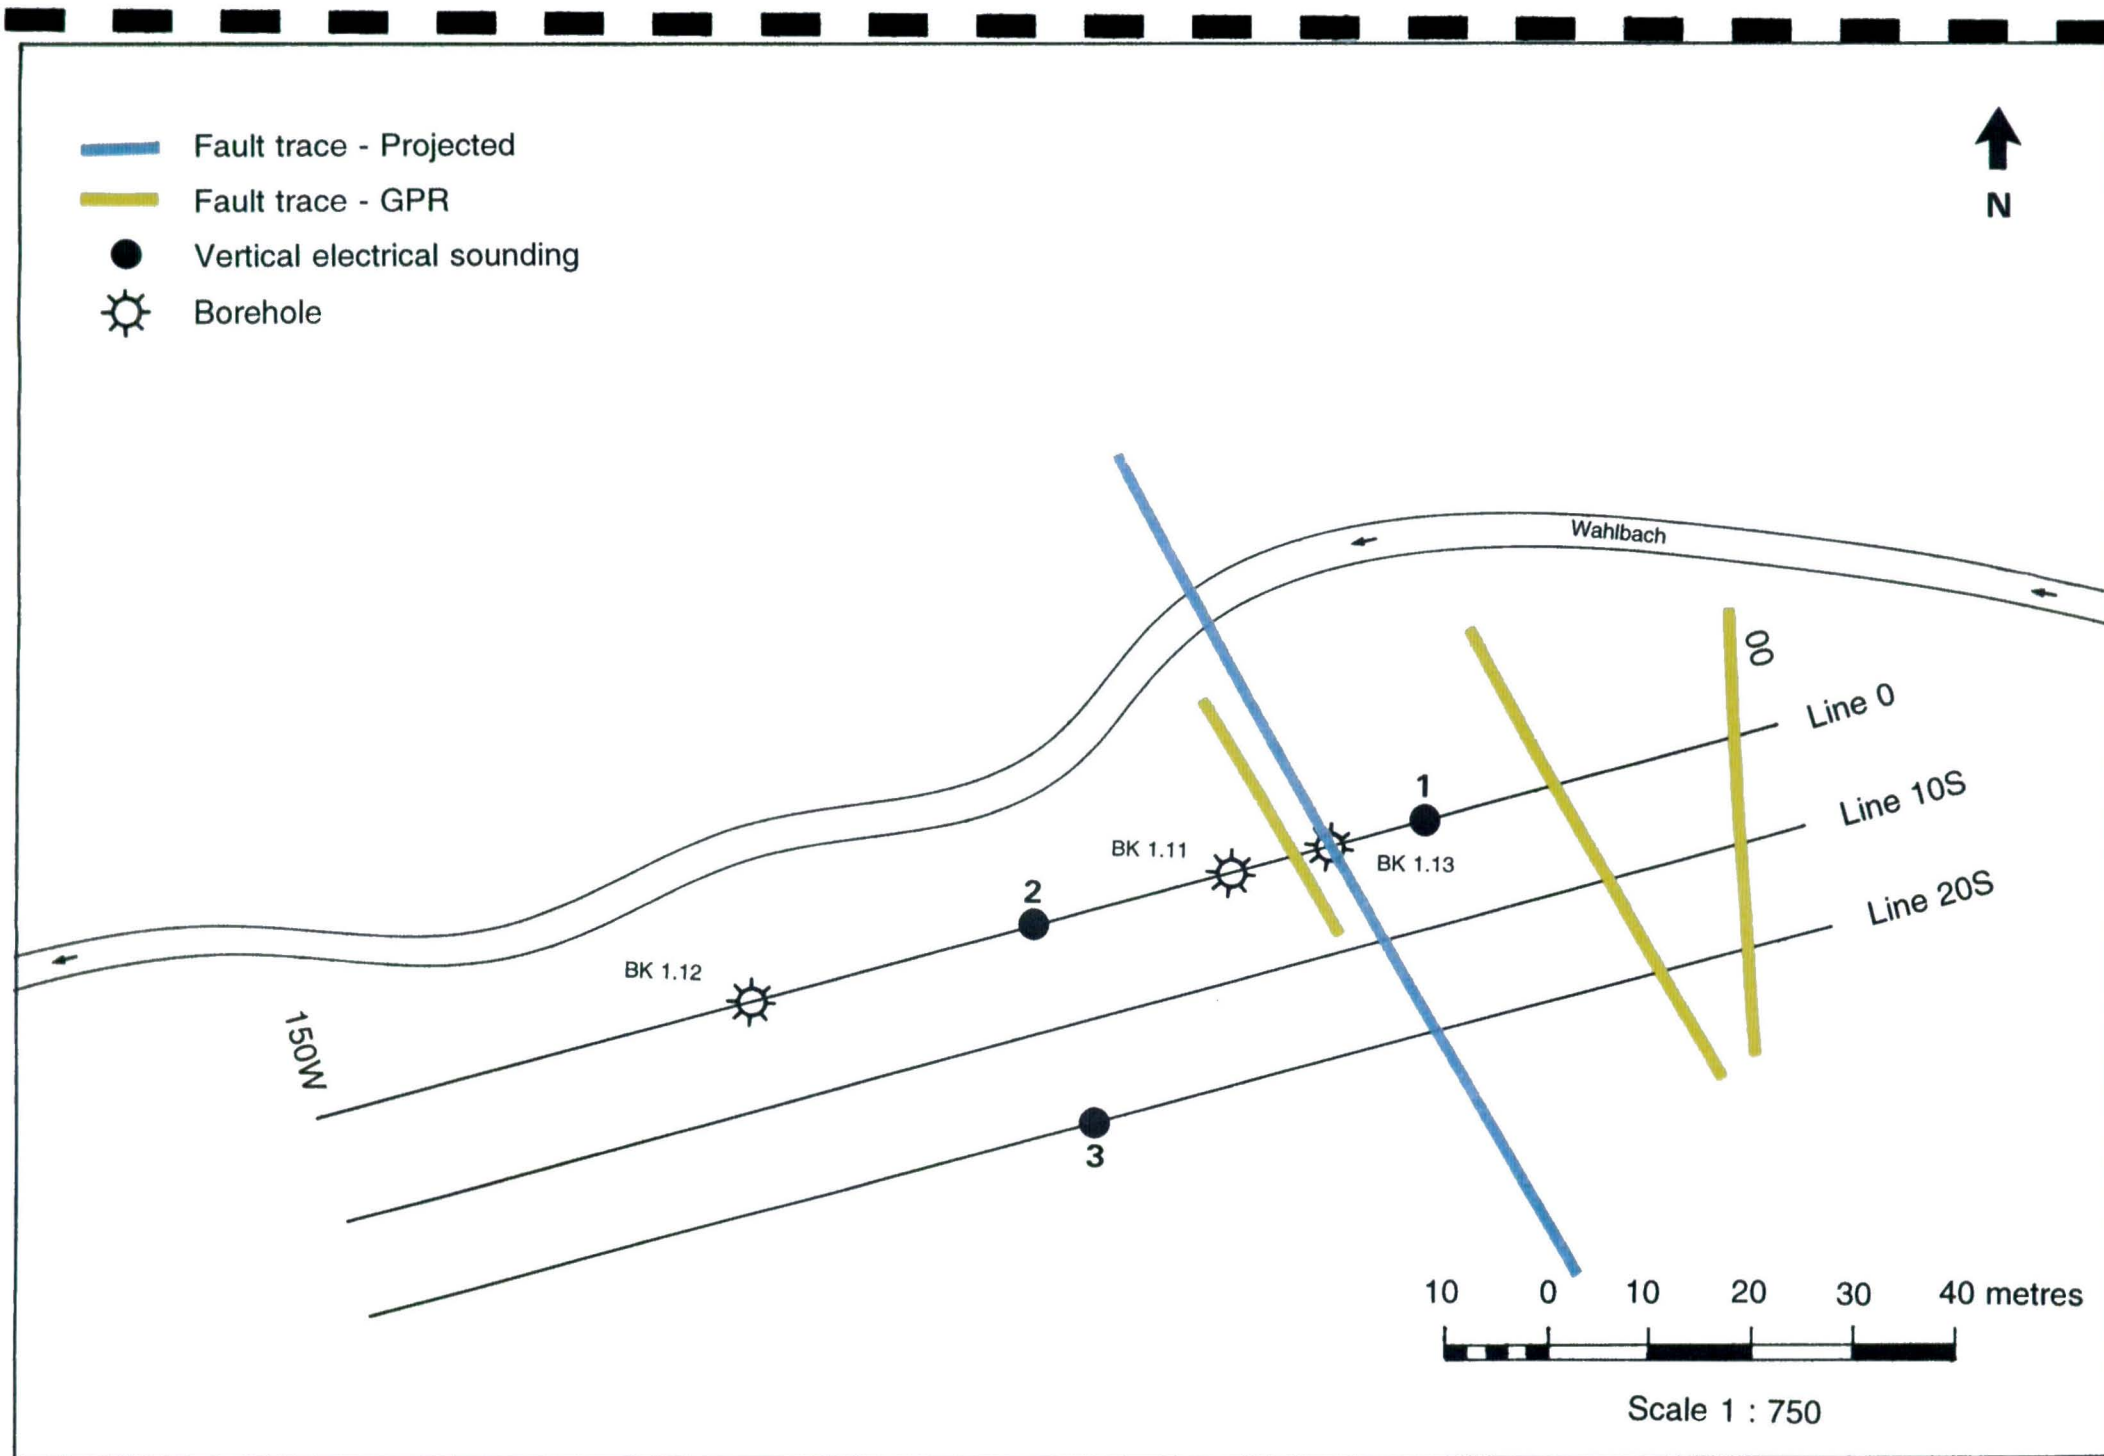 Fault trace - Projected
Fault trace - GPR
Vertical electrical sounding
Borehole
N
Wahlbach
00
Line 0
1
Line 10S
BK 1.11
BK 1.13
2
Line 20S
BK 1.12
150W
3
10 0 10 20 30 40 metres
Scale 1 : 750